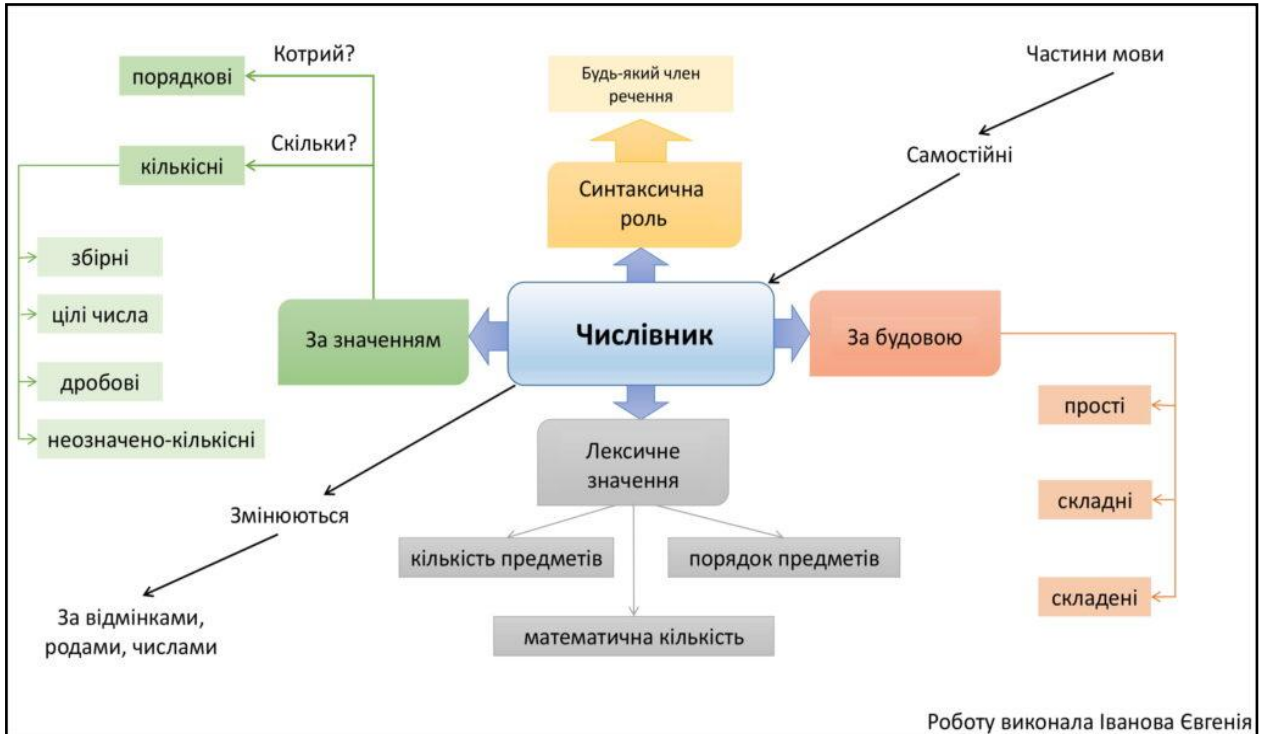 Котрий?
порядкові
Скільки?
кількісні
збірні
цілі числа
дробові
неозначено-кількісні
За значенням
Будь-який член
речення
Синтаксична
роль
Частини мови
Самостійні
Числівник
За будовою
прості
складні
складені
Лексичне
значення
кількість предметів
порядок предметів
математична кількість
Змінюються
За відмінками,
родами, числами
Роботу виконала Іванова Євгенія